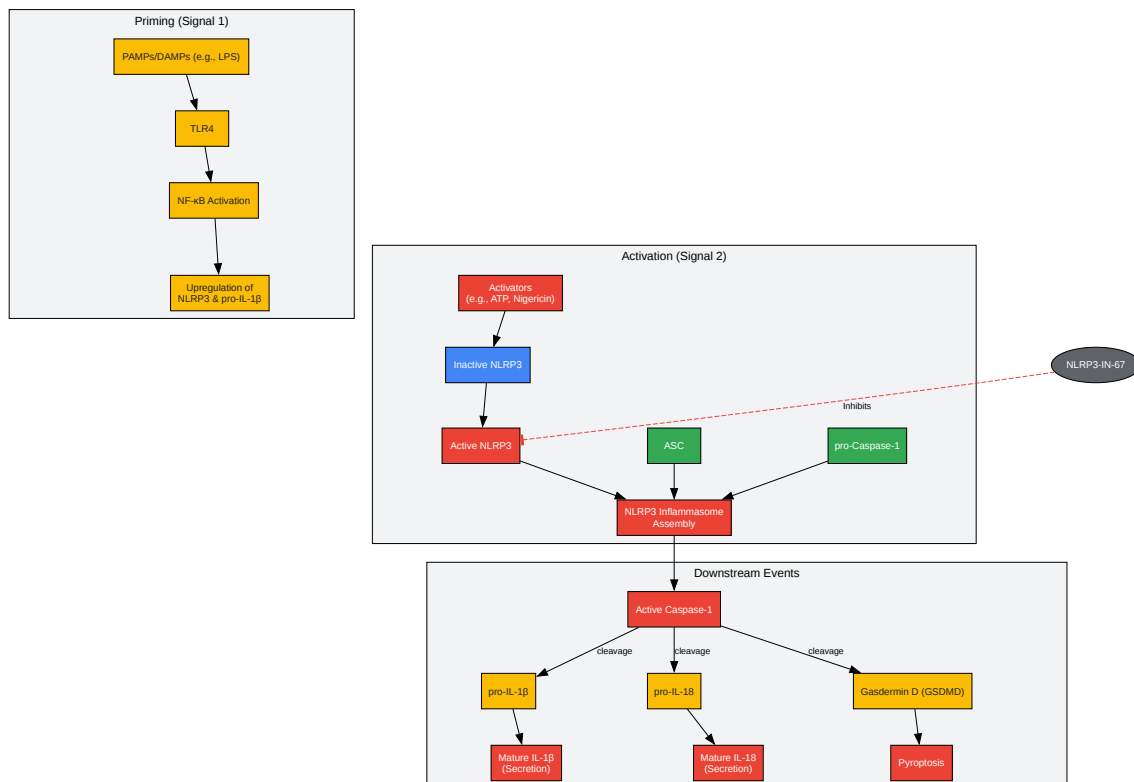 Priming (Signal 1)
PAMPs/DAMPs (e.g., LPS)
TLR4
NF-κB Activation
Upregulation of
NLRP3 & pro-IL-1β
Activation (Signal 2)
Activators
(e.g., ATP, Nigericin)
Inactive NLRP3
NLRP3-IN-67
Inhibits
Active NLRP3
ASC
pro-Caspase-1
NLRP3 Inflammasome
Assembly
Downstream Events
Active Caspase-1
cleavage
cleavage
cleavage
pro-IL-1β
pro-IL-18
Gasdermin D (GSDMD)
Mature IL-1β
(Secretion)
Mature IL-18
(Secretion)
Pyroptosis